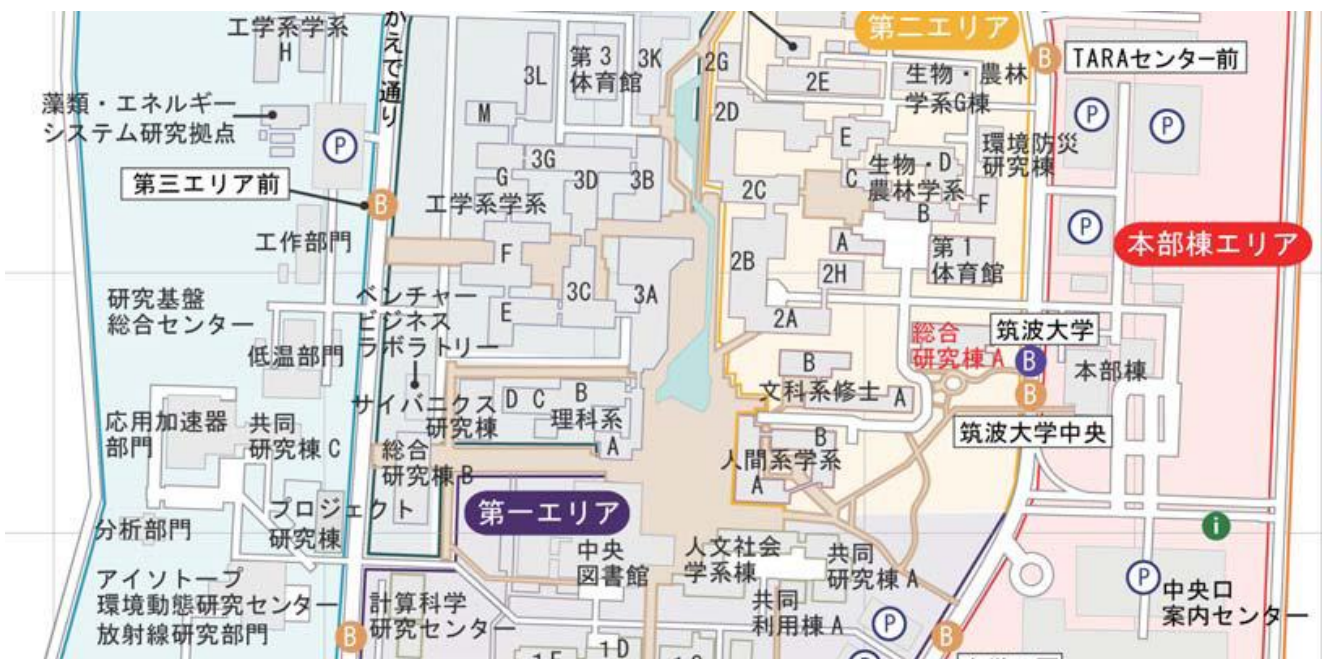 工学系学系
H
かえで通り
第3
体育館
3L
3K
2G
第二エリア
B
TARAセンター前
藻類・エネルギー
システム研究拠点
P
M
2E
2D
生物・農林
学系G棟
P
P
E
環境防災
研究棟
第三エリア前
B
3G
G
3D
3B
工学系学系
2C
生物・D
農林学系
C
B
F
P
本部棟エリア
工作部門
F
A
第1
体育館
2B
2H
研究基盤
総合センター
ベンチャー
ビジネス
ラボラトリー
E
3C
3A
2A
低温部門
総合
研究棟A
筑波大学
B
本部棟
B
文科系修士
A
B
サイバニクス
研究棟
D
C
B
理科系
A
応用加速器
部門
共同
研究棟C
筑波大学中央
総合
研究棟B
B
人間系学系
A
第一エリア
プロジェクト
研究棟
分析部門
i
中央
図書館
人文社会
学系棟
共同
研究棟A
P
中央口
案内センター
アイソトープ
環境動態研究センター
放射線研究部門
計算科学
研究センター
共同
利用棟A
P
B
B
1D